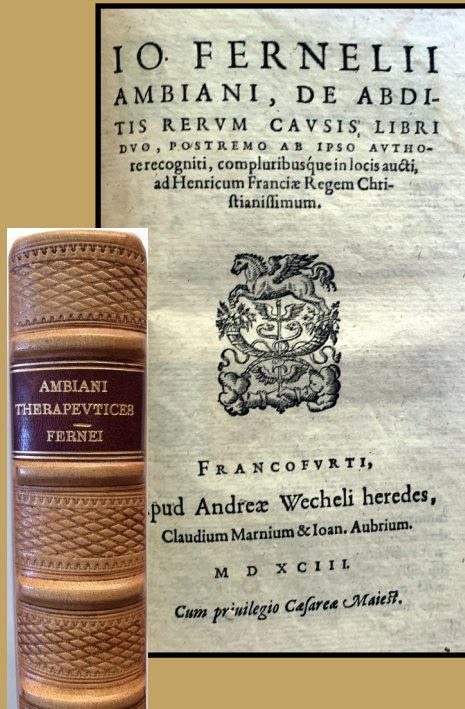 IO. FERNELII
AMBIANI, DE ABDI-
TIS RERVM CAVSIS, LIBRI
DVO, POSTREMO AB IPSO AVTHO-
re recogniti, compluribusque in locis aucti,
ad Henricum Franciæ Regem Chri-
stianissimum.
FRANCOFVRTI,
pud Andreæ Wecheli heredes,
Claudium Marnium & Ioan. Aubrium.
M D XCIII.
Cum priuilegio Cæsareæ Maiest.
AMBIANI
THERAPEVTICES
FERNEI